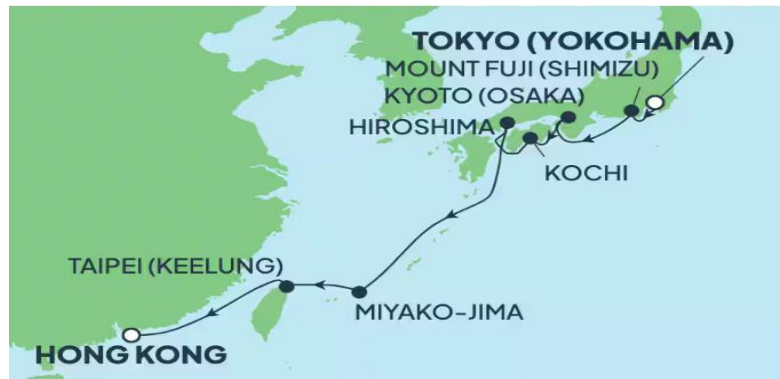 TOKYO (YOKOHAMA)
MOUNT FUJI (SHIMIZU)
KYOTO (OSAKA)
HIROSHIMA
KOCHI
TAIPEI (KEELUNG)
MIYAKO-JIMA
HONG KONG